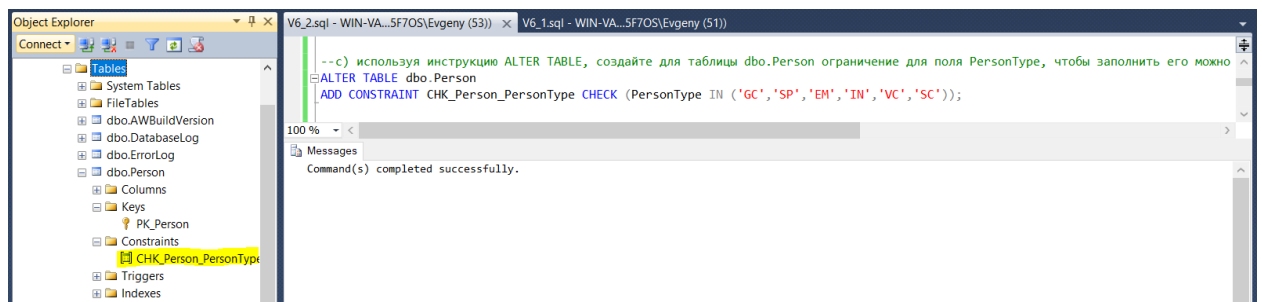 Object Explorer
Connect
Tables
System Tables
FileTables
dbo.AWBuildVersion
dbo.DatabaseLog
dbo.ErrorLog
dbo.Person
Columns
Keys
PK_Person
Constraints
CHK_Person_PersonType
Triggers
Indexes
V6_2.sql - WIN-VA...5F7OS\Evgeny (53)) V6_1.sql - WIN-VA...5F7OS\Evgeny (51))
--c) используя инструкцию ALTER TABLE, создайте для таблицы dbo.Person ограничение для поля PersonType, чтобы заполнить его можно
ALTER TABLE dbo.Person
ADD CONSTRAINT CHK_Person_PersonType CHECK (PersonType IN ('GC','SP','EM','IN','VC','SC'));
100 %
Messages
Command(s) completed successfully.